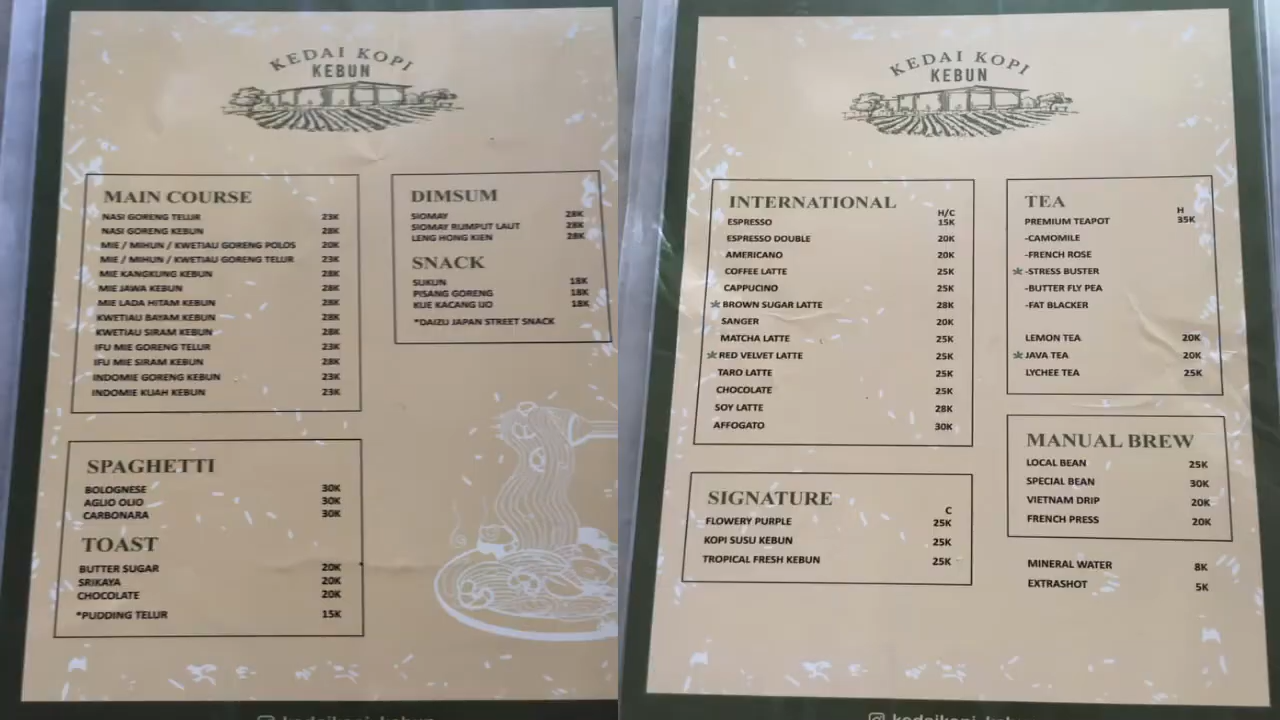 KEDAI KOPI
KEBUN
MAIN COURSE
NASI GORENG TELUR 23K
NASI GORENG KEBUN 28K
MIE / MIHUN / KWETIAU GORENG POLOS 20K
MIE / MIHUN / KWETIAU GORENG TELUR 23K
MIE KANGKUNG KEBUN 28K
MIE JAWA KEBUN 28K
MIE LADA HITAM KEBUN 28K
KWETIAU BAYAM KEBUN 28K
KWETIAU SIRAM KEBUN 28K
IFU MIE GORENG TELUR 23K
IFU MIE SIRAM KEBUN 28K
INDOMIE GORENG KEBUN 23K
INDOMIE KUAH KEBUN 23K
SPAGHETTI
BOLOGNESE 30K
AGLIO OLIO 30K
CARBONARA 30K
TOAST
BUTTER SUGAR 20K
SRIKAYA 20K
CHOCOLATE 20K
*PUDDING TELUR 15K
DIMSUM
SIOMAY 28K
SIOMAY RUMPUT LAUT 28K
LENG HONG KIEN 28K
SNACK
SUKUN 18K
PISANG GORENG 18K
KUE KACANG IJO 18K
*DAIZU JAPAN STREET SNACK
KEDAI KOPI
KEBUN
INTERNATIONAL
H/C
ESPRESSO 15K
ESPRESSO DOUBLE 20K
AMERICANO 20K
COFFEE LATTE 25K
CAPPUCINO 25K
BROWN SUGAR LATTE 28K
SANGER 20K
MATCHA LATTE 25K
RED VELVET LATTE 25K
TARO LATTE 25K
CHOCOLATE 25K
SOY LATTE 28K
AFFOGATO 30K
SIGNATURE
C
FLOWERY PURPLE 25K
KOPI SUSU KEBUN 25K
TROPICAL FRESH KEBUN 25K
TEA
H
PREMIUM TEAPOT 35K
-CAMOMILE
-FRENCH ROSE
-STRESS BUSTER
-BUTTER FLY PEA
-FAT BLACKER
LEMON TEA 20K
JAVA TEA 20K
LYCHEE TEA 25K
MANUAL BREW
LOCAL BEAN 25K
SPECIAL BEAN 30K
VIETNAM DRIP 20K
FRENCH PRESS 20K
MINERAL WATER 8K
EXTRASHOT 5K